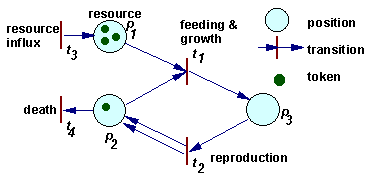 resource
influx
t3
resource
p1
feeding &
growth
t1
position
transition
token
death
t4
p2
p3
t2
reproduction